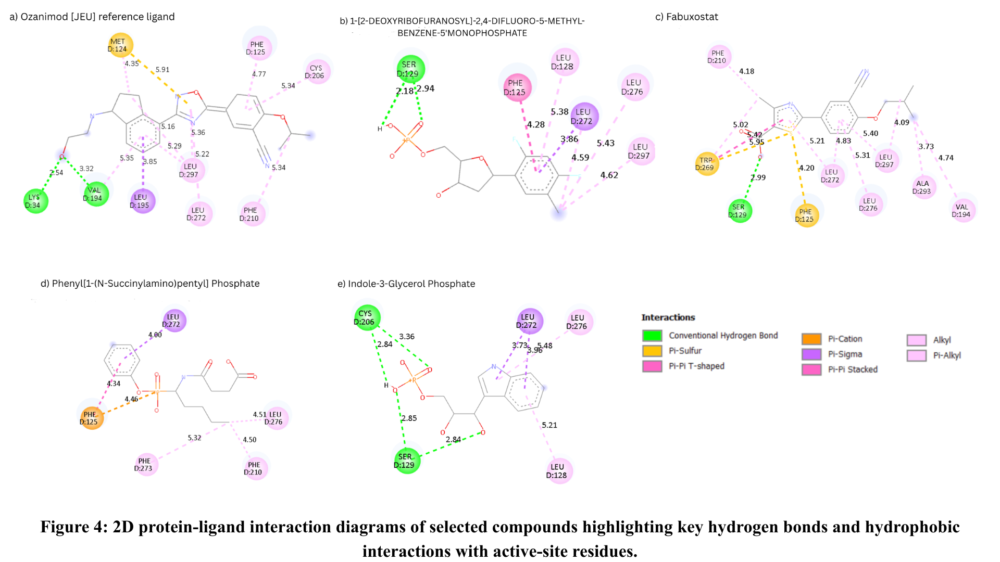 a) Ozanimod [JEU] reference ligand
MET
D:124
4.35
5.91
PHE
D:125
4.77
CYS
D:206
5.34
N
O
N
N
O
N
O
5.16
5.36
5.29
5.22
5.35
3.85
5.34
2.54
3.32
LYS
D:34
VAL
D:194
LEU
D:195
LEU
D:297
LEU
D:272
PHE
D:210
b) 1-[2-DEOXYRIBOFURANOSYL]-2,4-DIFLUORO-5-METHYL-
BENZENE-5'MONOPHOSPHATE
SER
D:129
2.18
2.94
H
O
O
+P
O
O
O
O
F
F
PHE
D:125
4.28
LEU
D:128
5.38
LEU
D:272
3.86
4.59
LEU
D:276
5.43
LEU
D:297
4.62
c) Fabuxostat
PHE
D:210
4.18
N
N
S
O
O
O
5.02
5.42
5.95
TRP
D:269
2.99
SER
D:129
4.20
PHE
D:125
5.21
4.83
5.40
5.31
LEU
D:272
LEU
D:297
LEU
D:276
4.09
3.73
4.74
ALA
D:293
VAL
D:194
d) Phenyl[1-(N-Succinylamino)pentyl] Phosphate
LEU
D:272
4.00
4.34
4.46
PHE
D:125
O
O
P
O
N
O
O
O
5.32
4.51
4.50
LEU
D:276
PHE
D:273
PHE
D:210
e) Indole-3-Glycerol Phosphate
CYS
D:206
3.36
2.84
H
O
O
+P
O
O
O
O
N
2.85
2.84
SER
D:129
LEU
D:272
3.73
3.96
5.48
LEU
D:276
5.21
LEU
D:128
Interactions
Conventional Hydrogen Bond
Pi-Sulfur
Pi-Pi T-shaped
Pi-Cation
Pi-Sigma
Pi-Pi Stacked
Alkyl
Pi-Alkyl
Figure 4: 2D protein-ligand interaction diagrams of selected compounds highlighting key hydrogen bonds and hydrophobic
interactions with active-site residues.